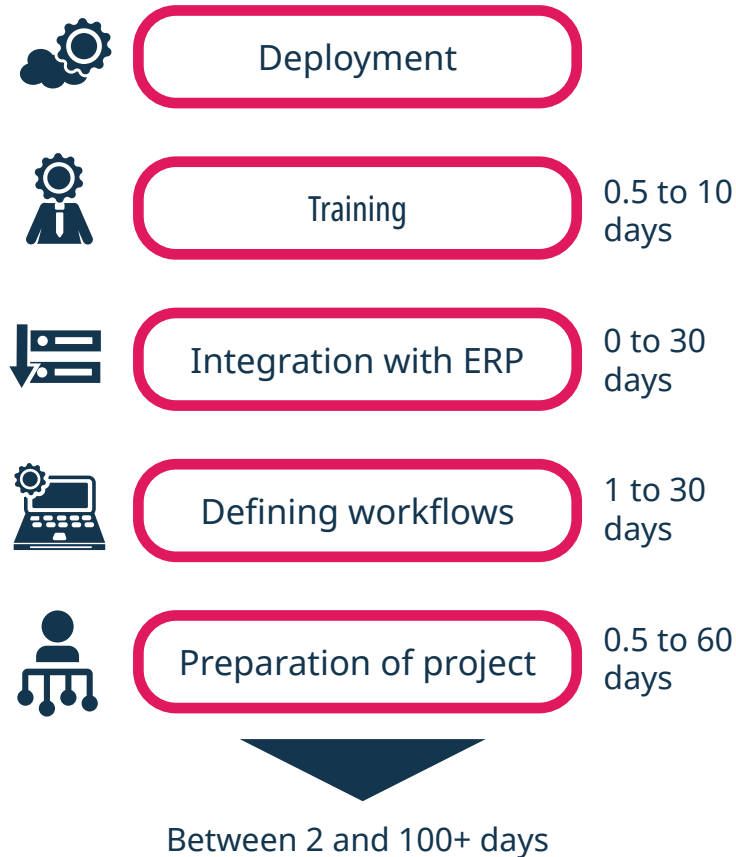 Deployment
Training
0.5 to 10
days
Integration with ERP
0 to 30
days
Defining workflows
1 to 30
days
Preparation of project
0.5 to 60
days
Between 2 and 100+ days